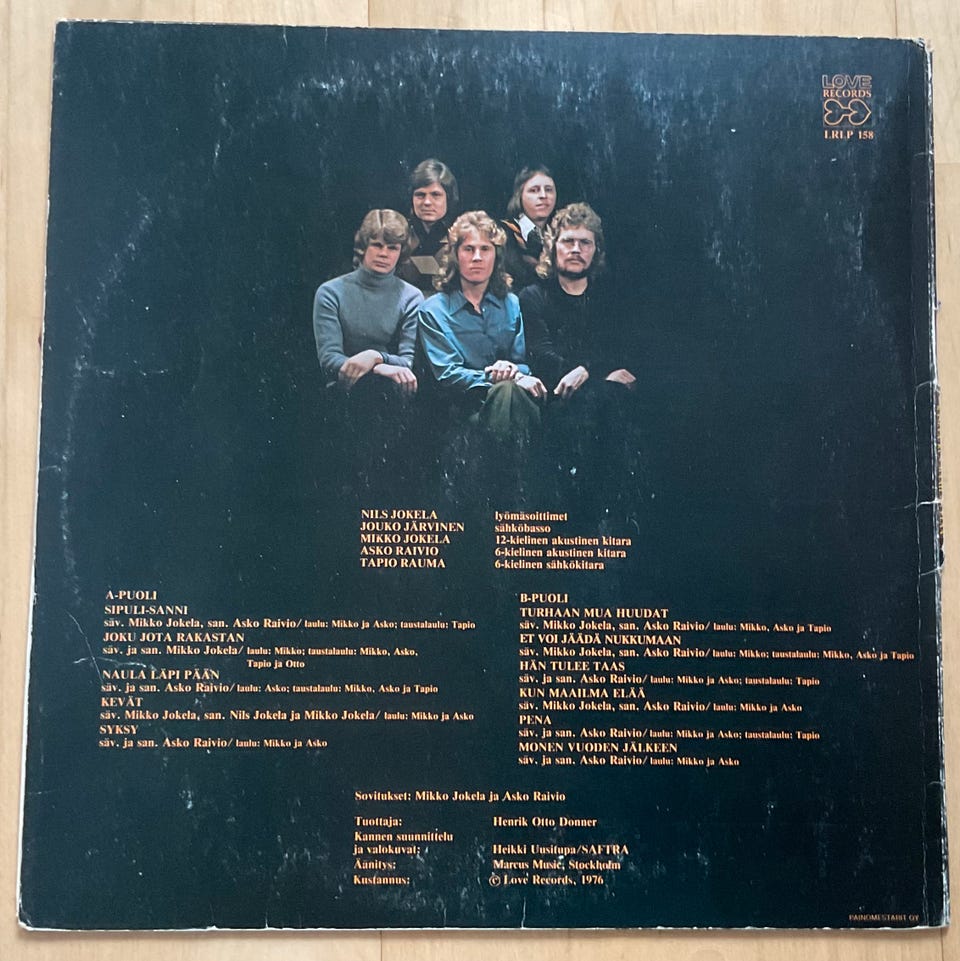 LOVE
RECORDS
LRLP 158
NILS JOKELA lyömäsoittimet
JOUKO JÄRVINEN sähköbasso
MIKKO JOKELA 12-kielinen akustinen kitara
ASKO RAIVIO 6-kielinen akustinen kitara
TAPIO RAUMA 6-kielinen sähkökitara
A-PUOLI
SIPULI-SANNI
säv. Mikko Jokela, san. Asko Raivio/ laulu: Mikko ja Asko; taustalaulu: Tapio
JOKU JOTA RAKASTAN
säv. ja san. Mikko Jokela/ laulu: Mikko; taustalaulu: Mikko, Asko,
Tapio ja Otto
NAULA LÄPI PÄÄN
säv. ja san. Asko Raivio/ laulu: Asko; taustalaulu: Mikko, Asko ja Tapio
KEVÄT
säv. Mikko Jokela, san. Nils Jokela ja Mikko Jokela/ laulu: Mikko ja Asko
SYKSY
säv. ja san. Asko Raivio/ laulu: Mikko ja Asko
B-PUOLI
TURHAAN MUA HUUDAT
säv. Mikko Jokela, san. Asko Raivio/ laulu: Mikko, Asko ja Tapio
ET VOI JÄÄDÄ NUKKUMAAN
säv. Mikko Jokela, san. Asko Raivio/ laulu: Mikko; taustalaulu: Mikko, Asko ja Tapio
HÄN TULEE TAAS
säv. ja san. Asko Raivio/ laulu: Mikko ja Asko; taustalaulu: Tapio
KUN MAAILMA ELÄÄ
säv. Mikko Jokela, san. Asko Raivio/ laulu: Mikko ja Asko
PENA
säv. ja san. Asko Raivio/ laulu: Mikko ja Asko; taustalaulu: Tapio
MONEN VUODEN JÄLKEEN
säv. ja san. Asko Raivio/ laulu: Mikko ja Asko
Sovitukset: Mikko Jokela ja Asko Raivio
Tuottaja: Henrik Otto Donner
Kannen suunnittelu
ja valokuvat: Heikki Uusitupa/SAFTRA
Äänitys: Marcus Music, Stockholm
Kustannus: © Love Records, 1976
PAINOMESTARIT OY